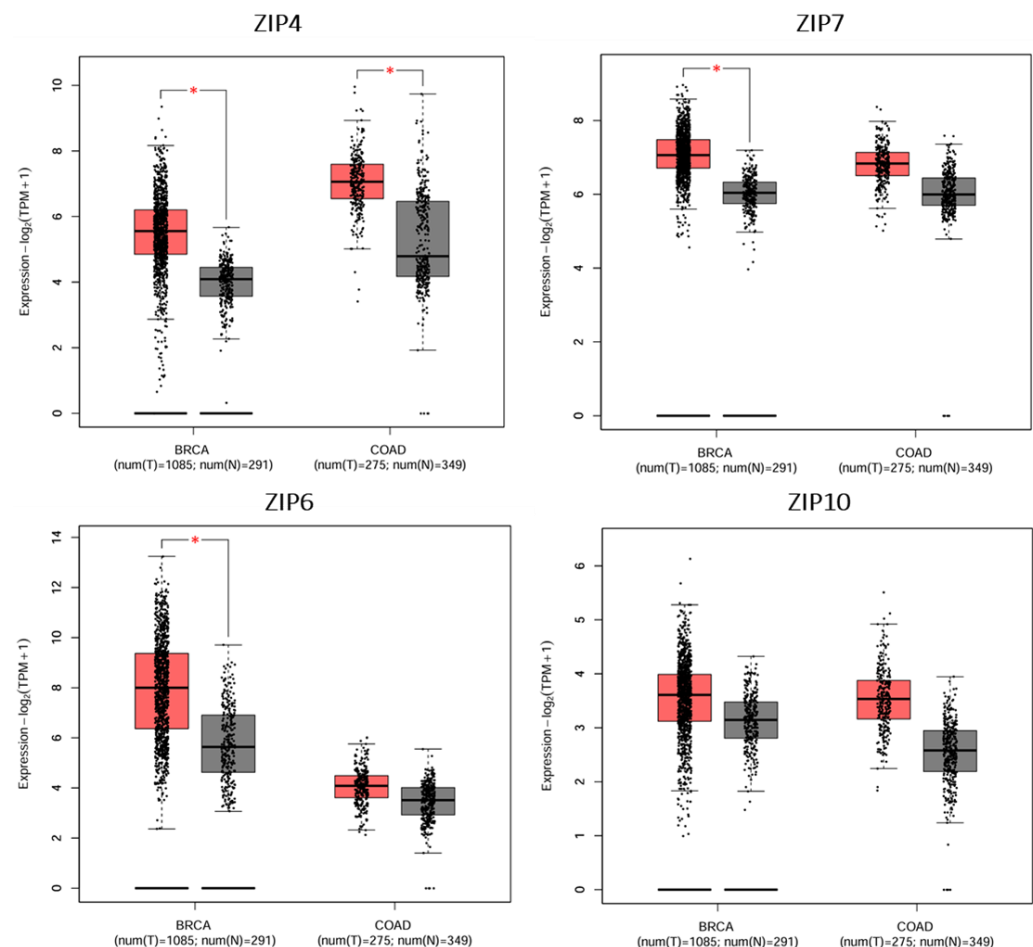 ZIP4
*
*
Expression − log₂(TPM + 1)
10
8
6
4
2
0
BRCA
(num(T)=1085; num(N)=291)
COAD
(num(T)=275; num(N)=349)
ZIP7
*
Expression − log₂(TPM + 1)
8
6
4
2
0
BRCA
(num(T)=1085; num(N)=291)
COAD
(num(T)=275; num(N)=349)
ZIP6
*
Expression − log₂(TPM + 1)
14
12
10
8
6
4
2
0
BRCA
(num(T)=1085; num(N)=291)
COAD
(num(T)=275; num(N)=349)
ZIP10
Expression − log₂(TPM + 1)
6
5
4
3
2
1
0
BRCA
(num(T)=1085; num(N)=291)
COAD
(num(T)=275; num(N)=349)